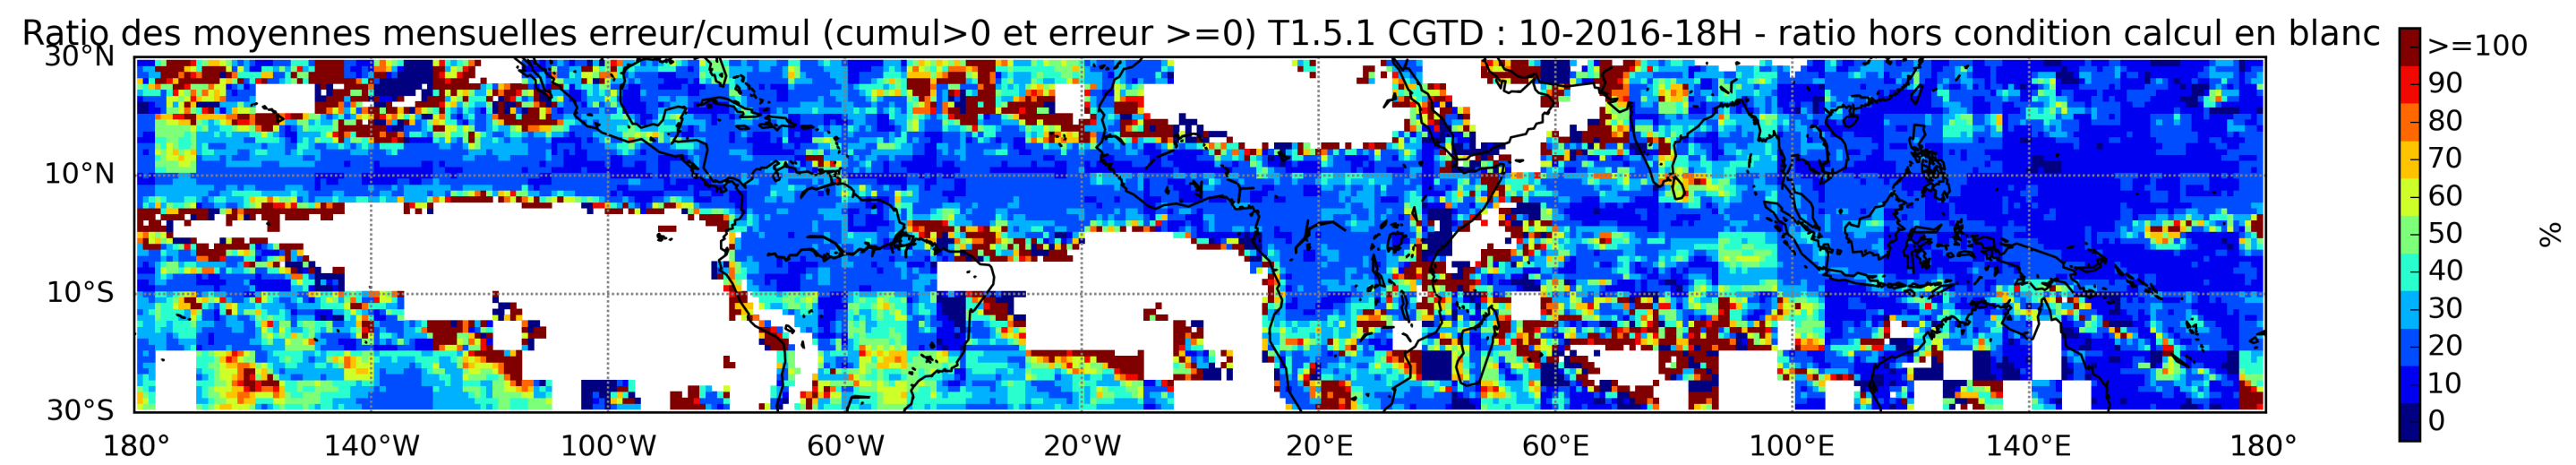 Ratio des moyennes mensuelles erreur/cumul (cumul>0 et erreur >=0) T1.5.1 CGTD : 10-2016-18H - ratio hors condition calcul en blanc
30°N
10°N
10°S
30°S
180° 140°W 100°W 60°W 20°W 20°E 60°E 100°E 140°E 180°
>=100
90
80
70
60
50
40
30
20
10
0
%